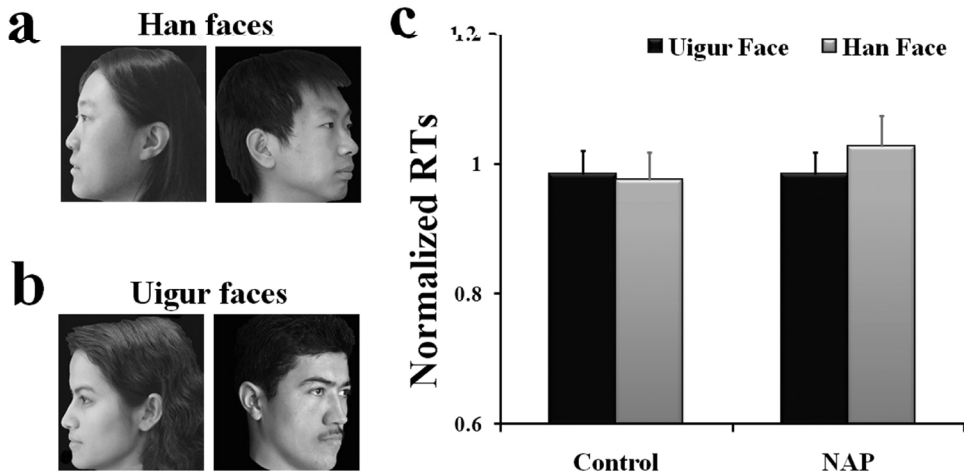 a
Han faces
b
Uigur faces
c
Normalized RTs
1.2
Uigur Face
Han Face
1
0.8
0.6
Control
NAP